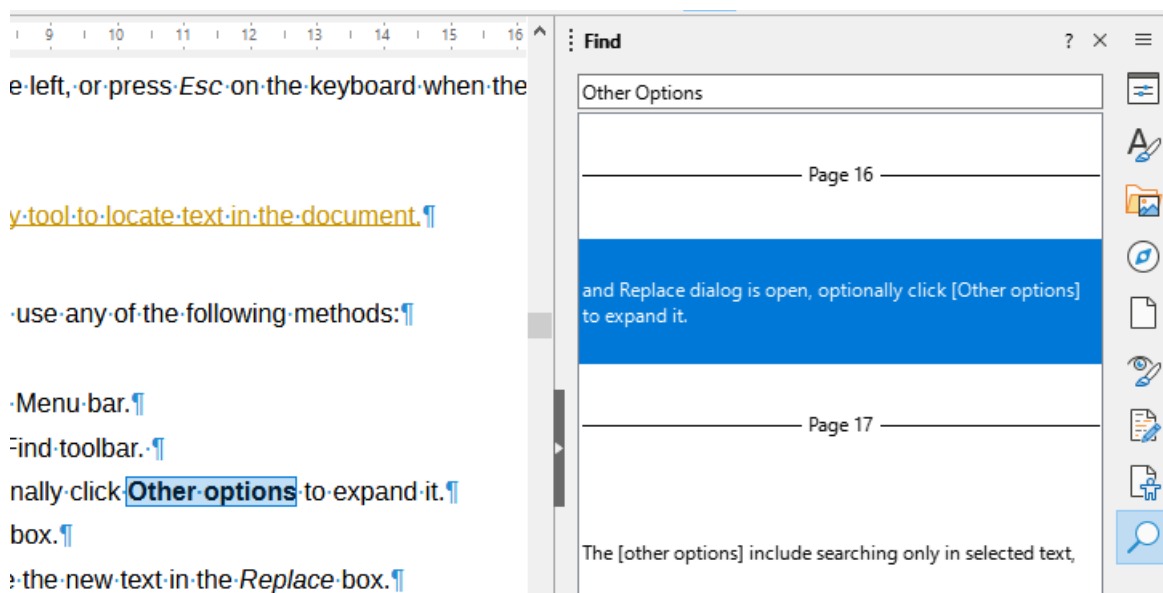 9 10 11 12 13 14 15 16
e left, or press Esc on the keyboard when the
y tool to locate text in the document.¶
use any of the following methods:¶
Menu bar.¶
Find toolbar. ¶
nally click Other options to expand it.¶
box.¶
the new text in the Replace box.¶
Find
?
Other Options
Page 16
and Replace dialog is open, optionally click [Other options]
to expand it.
Page 17
The [other options] include searching only in selected text,